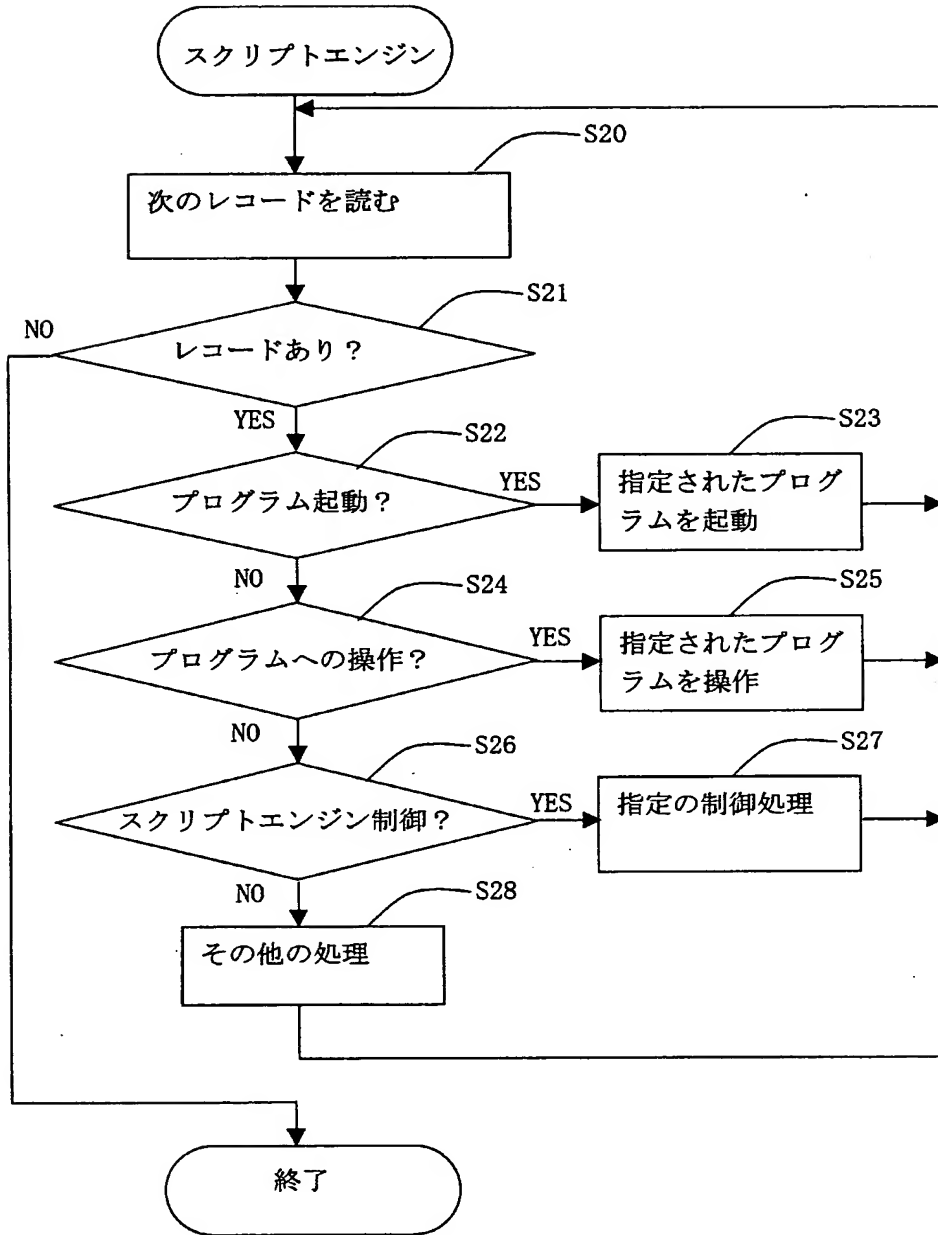 スクリプトエンジン
S20
次のレコードを読む
S21
NO
レコードあり？
YES
S22
プログラム起動？
YES
S23
指定されたプログ
ラムを起動
NO
S24
プログラムへの操作？
YES
S25
指定されたプログ
ラムを操作
NO
S26
スクリプトエンジン制御？
YES
S27
指定の制御処理
NO
S28
その他の処理
終了